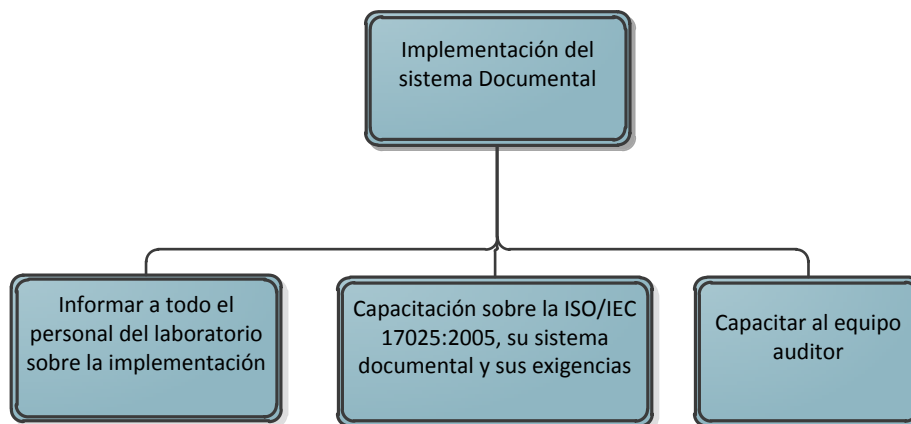 Implementación del
sistema Documental
Informar a todo el
personal del laboratorio
sobre la implementación
Capacitación sobre la ISO/IEC
17025:2005, su sistema
documental y sus exigencias
Capacitar al equipo
auditor